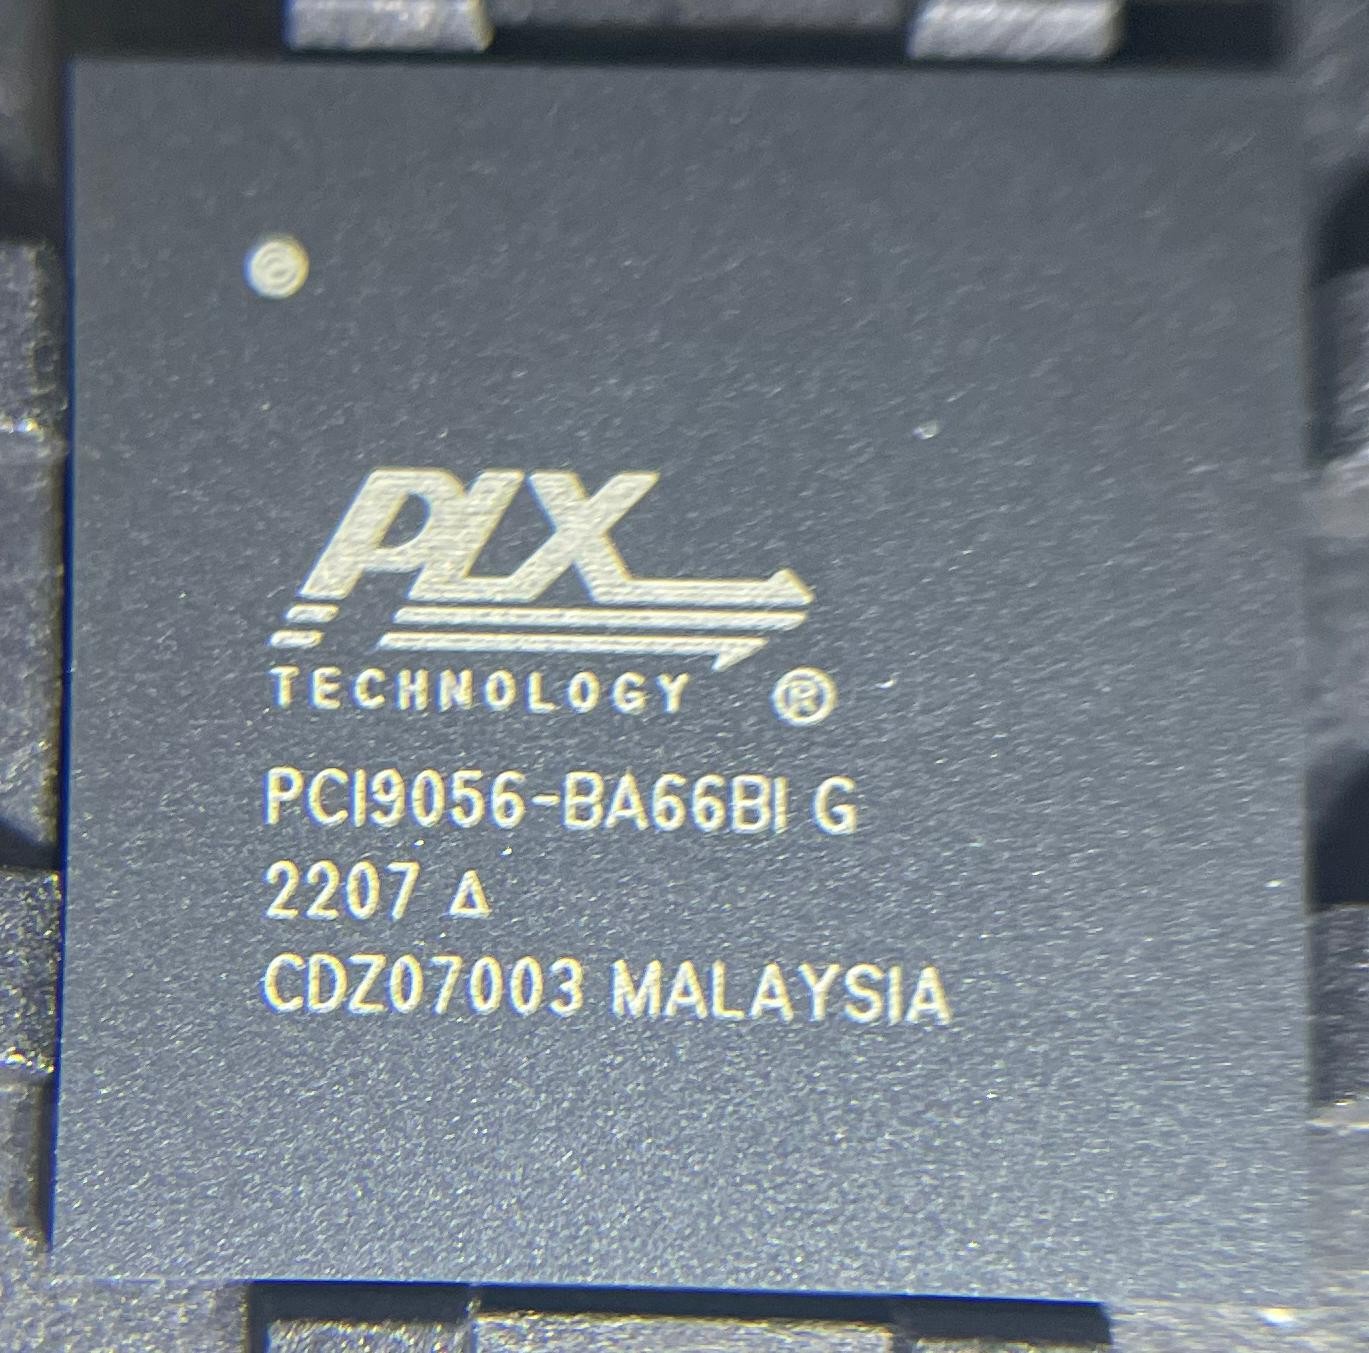 PLX
TECHNOLOGY ®
PCI9056-BA66BI G
2207 Δ
CDZ07003 MALAYSIA